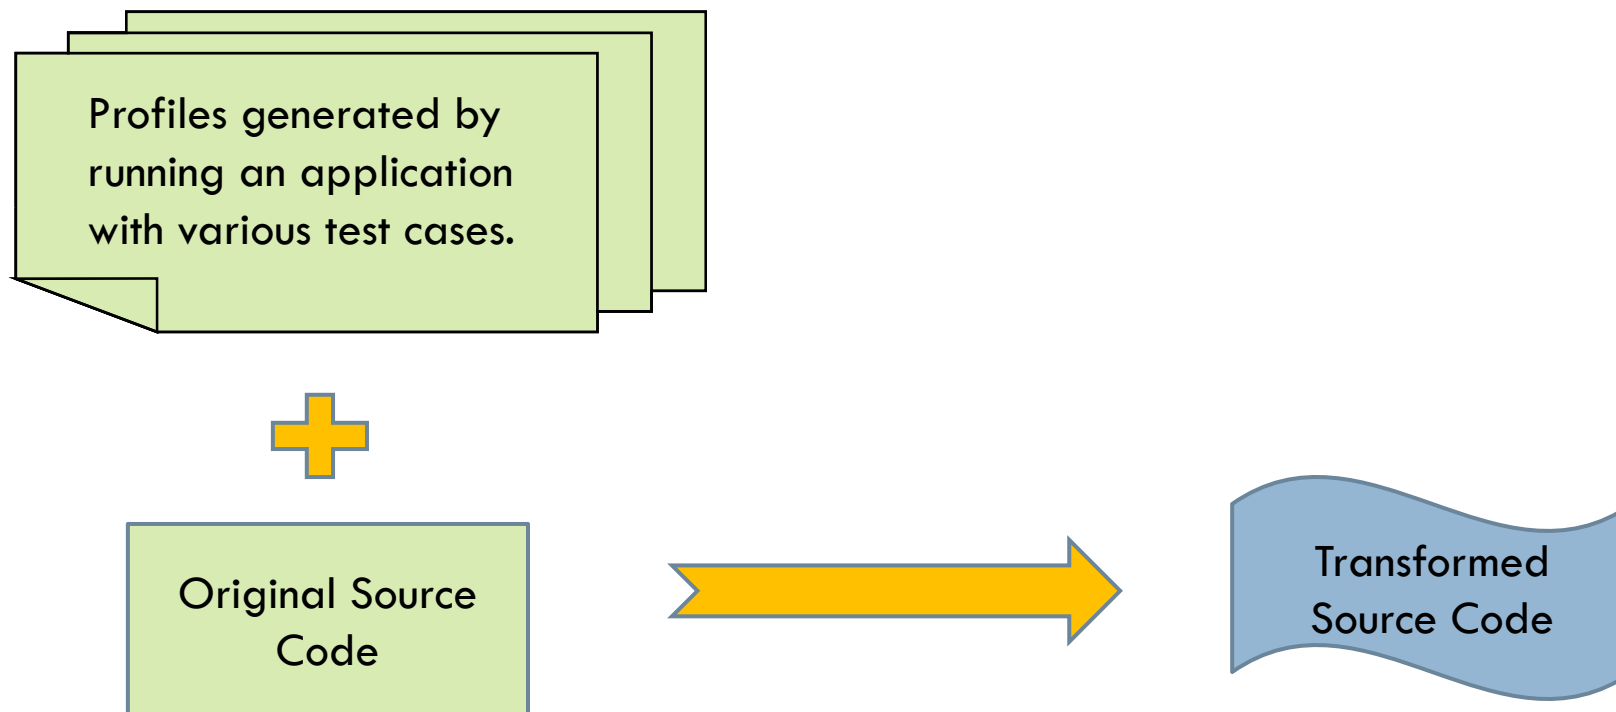 Profiles generated by
running an application
with various test cases.
Original Source
Code
Transformed
Source Code